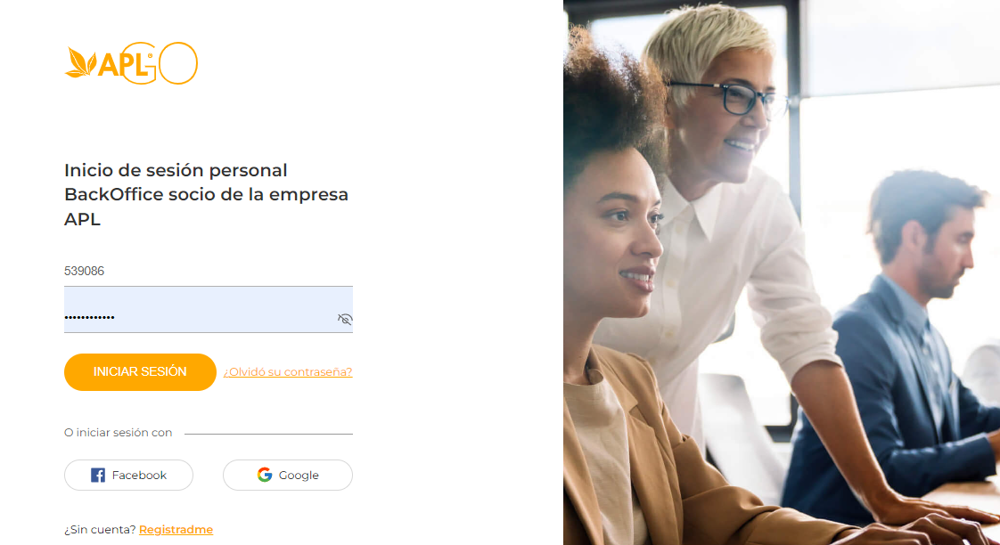 APL GO
Inicio de sesión personal
BackOffice socio de la empresa
APL
539086
••••••••••••
INICIAR SESIÓN ¿Olvidó su contraseña?
O iniciar sesión con
Facebook Google
¿Sin cuenta? Registradme